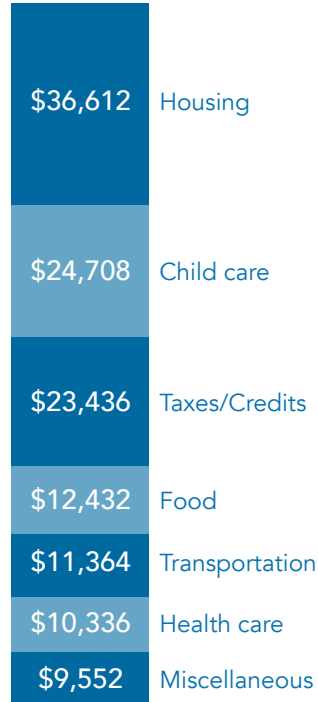 $36,612 Housing
$24,708 Child care
$23,436 Taxes/Credits
$12,432 Food
$11,364 Transportation
$10,336 Health care
$9,552 Miscellaneous